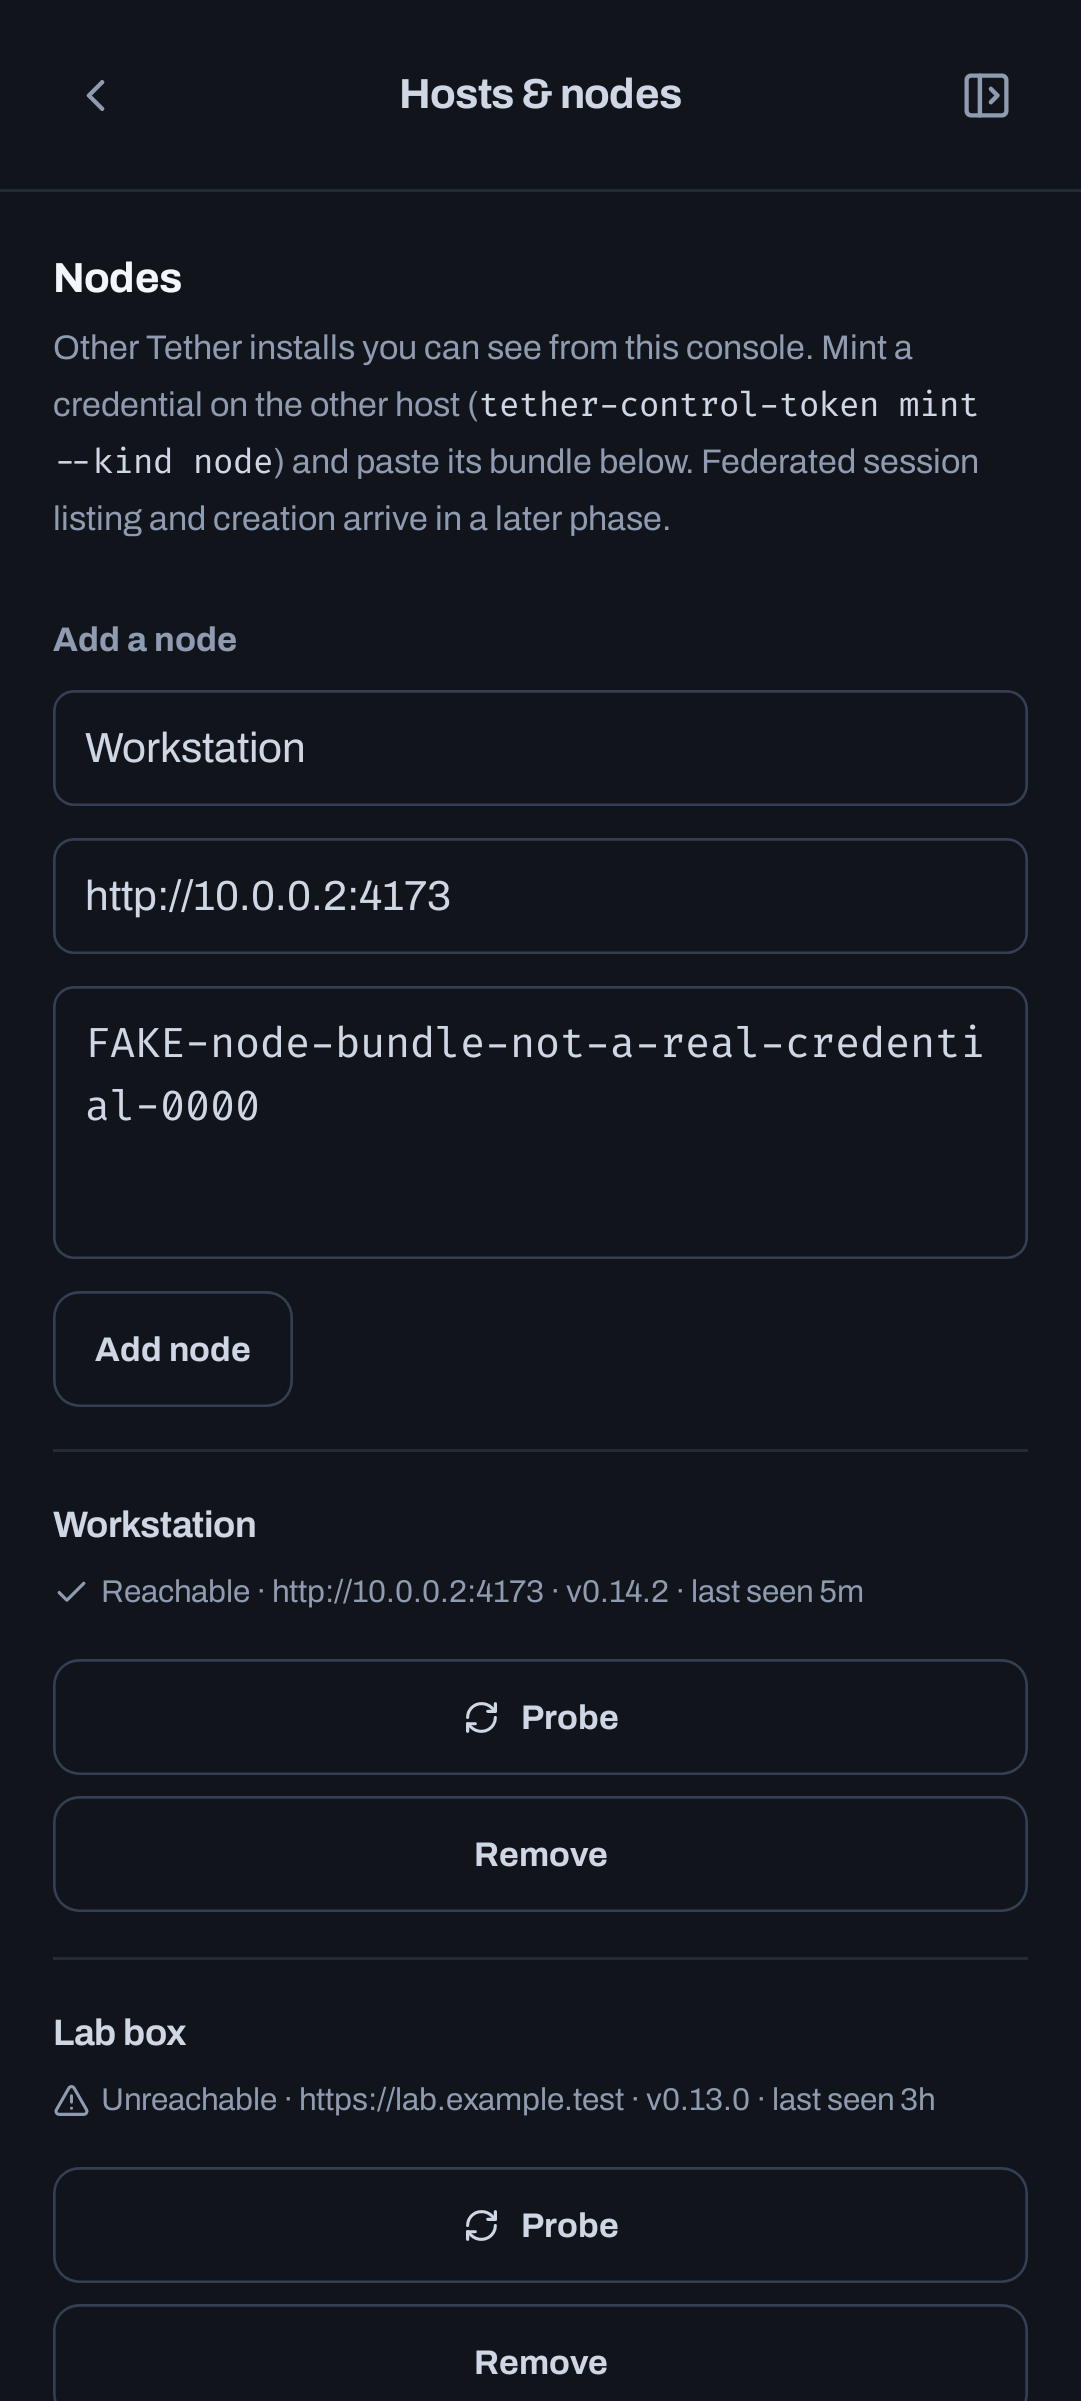 Hosts & nodes
Nodes
Other Tether installs you can see from this console. Mint a
credential on the other host (tether-control-token mint
--kind node) and paste its bundle below. Federated session
listing and creation arrive in a later phase.
Add a node
Workstation
http://10.0.0.2:4173
FAKE-node-bundle-not-a-real-credenti
al-0000
Add node
Workstation
Reachable · http://10.0.0.2:4173 · v0.14.2 · last seen 5m
Probe
Remove
Lab box
Unreachable · https://lab.example.test · v0.13.0 · last seen 3h
Probe
Remove